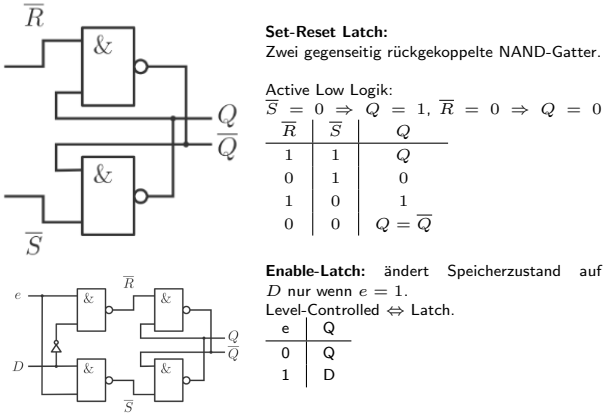 R̅
&
Q
Q̅
&
S̅
Set-Reset Latch:
Zwei gegenseitig rückgekoppelte NAND-Gatter.
Active Low Logik:
S̅ = 0 ⇒ Q = 1, R̅ = 0 ⇒ Q = 0
R̅ S̅ Q
1 1 Q
0 1 0
1 0 1
0 0 Q = Q̅
e
R̅
& &
Q
Q̅
D
& &
S̅
Enable-Latch: ändert Speicherzustand auf
D nur wenn e = 1.
Level-Controlled ⇔ Latch.
e Q
0 Q
1 D